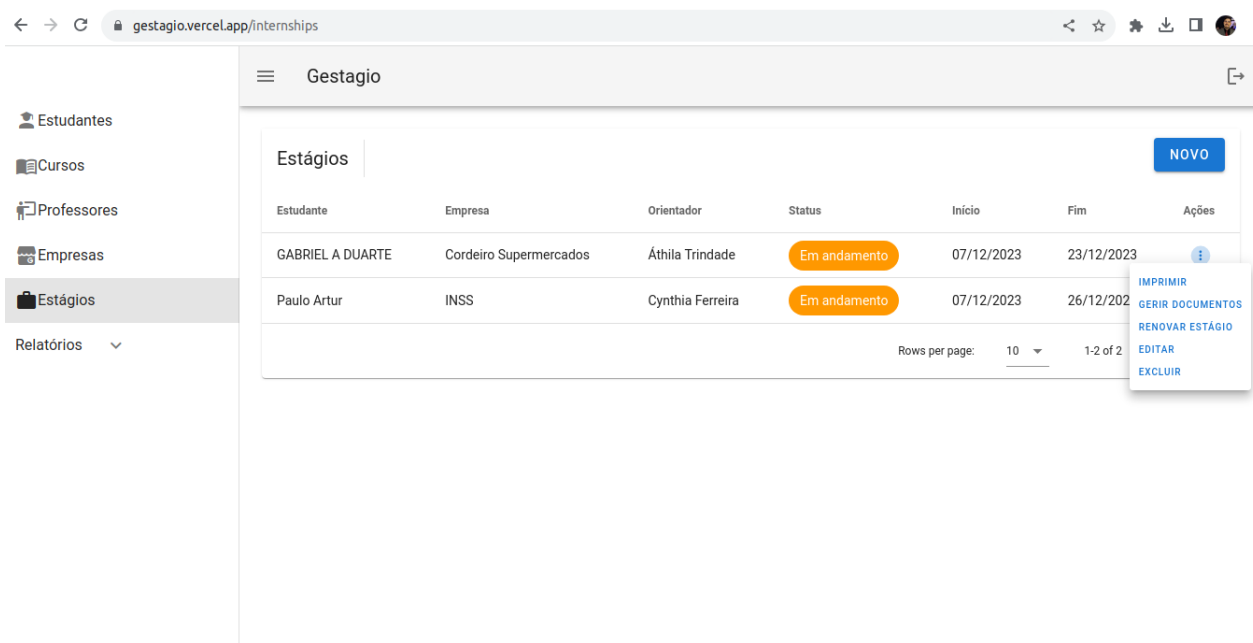 gestagio.vercel.app/internships
Gestagio
Estudantes
Cursos
Professores
Empresas
Estágios
Relatórios
Estágios
NOVO
Estudante Empresa Orientador Status Início Fim Ações
GABRIEL A DUARTE Cordeiro Supermercados Áthila Trindade Em andamento 07/12/2023 23/12/2023
Paulo Artur INSS Cynthia Ferreira Em andamento 07/12/2023 26/12/202
IMPRIMIR
GERIR DOCUMENTOS
RENOVAR ESTÁGIO
EDITAR
EXCLUIR
Rows per page: 10 1-2 of 2